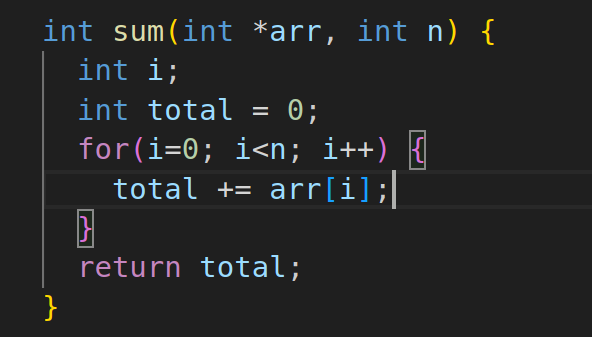 int sum(int *arr, int n) {
  int i;
  int total = 0;
  for(i=0; i<n; i++) {
    total += arr[i];
  }
  return total;
}